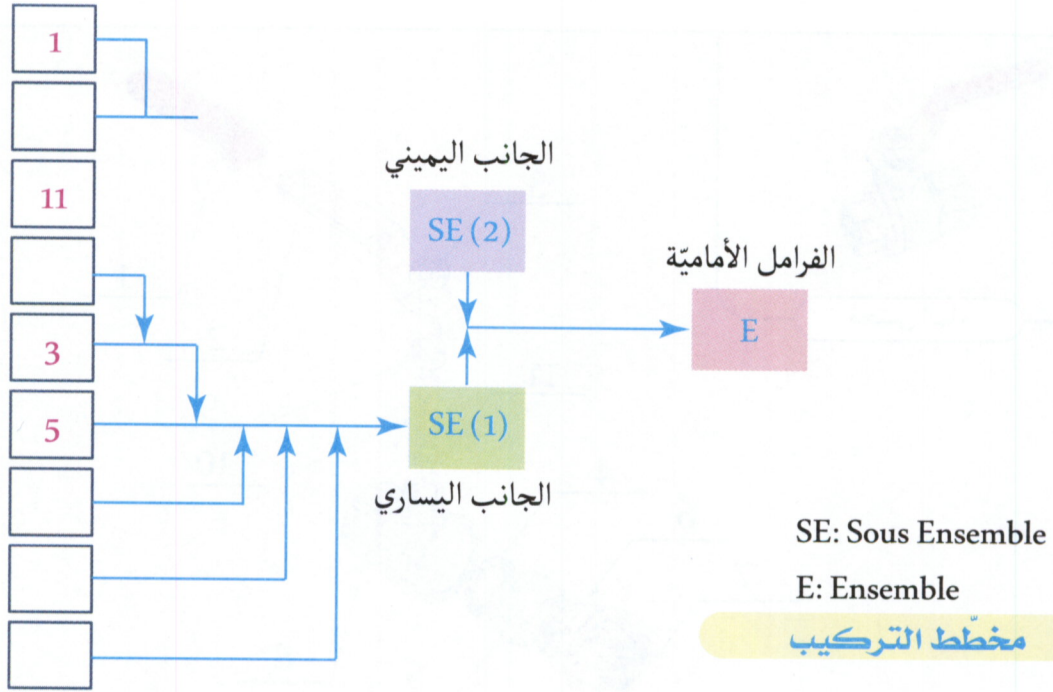 1
11
3
5
الجانب اليميني
SE (2)
الفرامل الأماميّة
E
SE (1)
الجانب اليساري
SE: Sous Ensemble
E: Ensemble
مخطّط التركيب